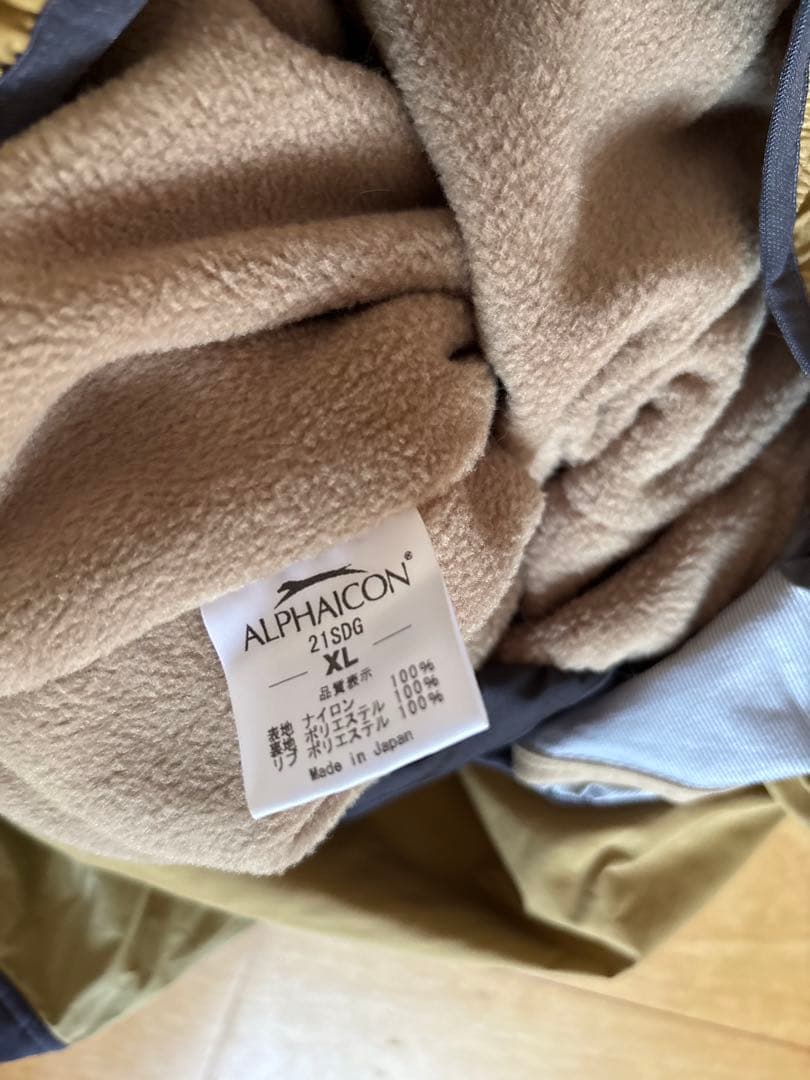 ALPHAICON®
21SDG
XL
品質表示
表地 ナイロン 100%
裏地 ポリエステル 100%
リブ ポリエステル 100%
Made in Japan